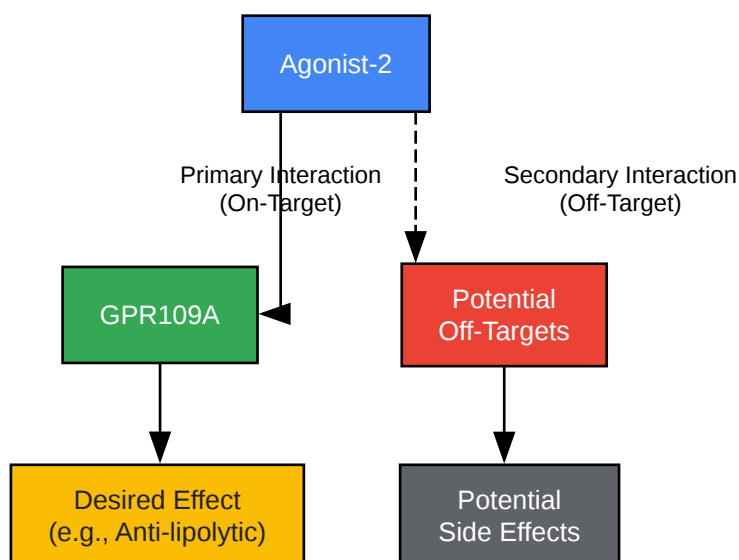 Agonist-2
Primary Interaction
(On-Target)
Secondary Interaction
(Off-Target)
GPR109A
Potential
Off-Targets
Desired Effect
(e.g., Anti-lipolytic)
Potential
Side Effects